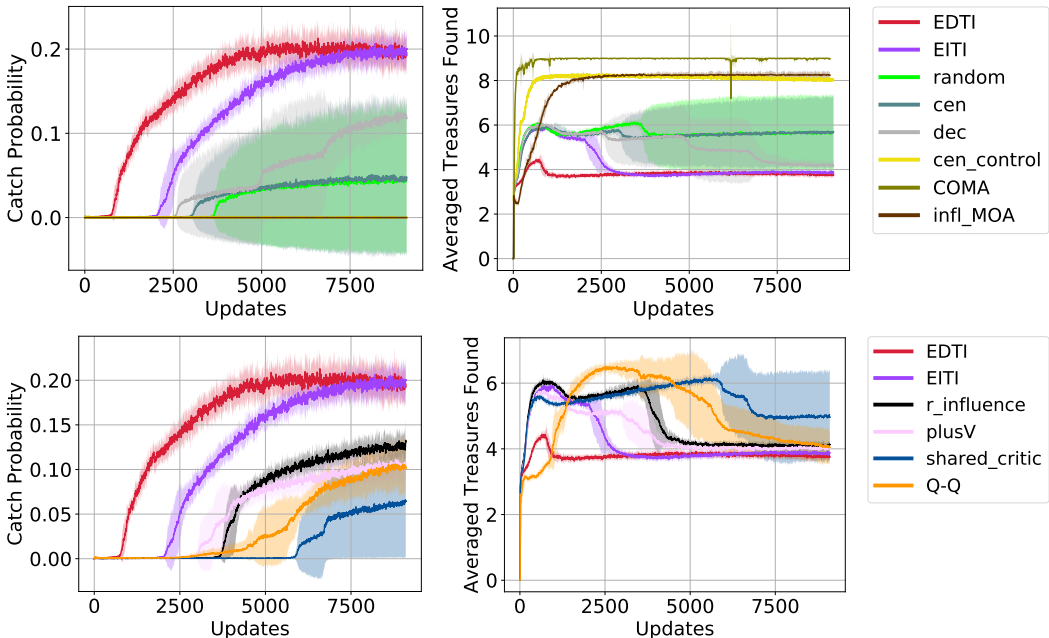 Catch Probability
0.2
0.1
0.0
0
2500
5000
7500
Updates
Averaged Treasures Found
10
8
6
4
2
0
0
2500
5000
7500
Updates
EDTI
EITI
random
cen
dec
cen_control
COMA
infl_MOA
Catch Probability
0.20
0.15
0.10
0.05
0.00
0
2500
5000
7500
Updates
Averaged Treasures Found
6
4
2
0
0
2500
5000
7500
Updates
EDTI
EITI
r_influence
plusV
shared_critic
Q-Q